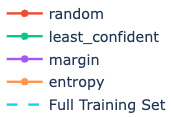 random
least_confident
margin
entropy
Full Training Set